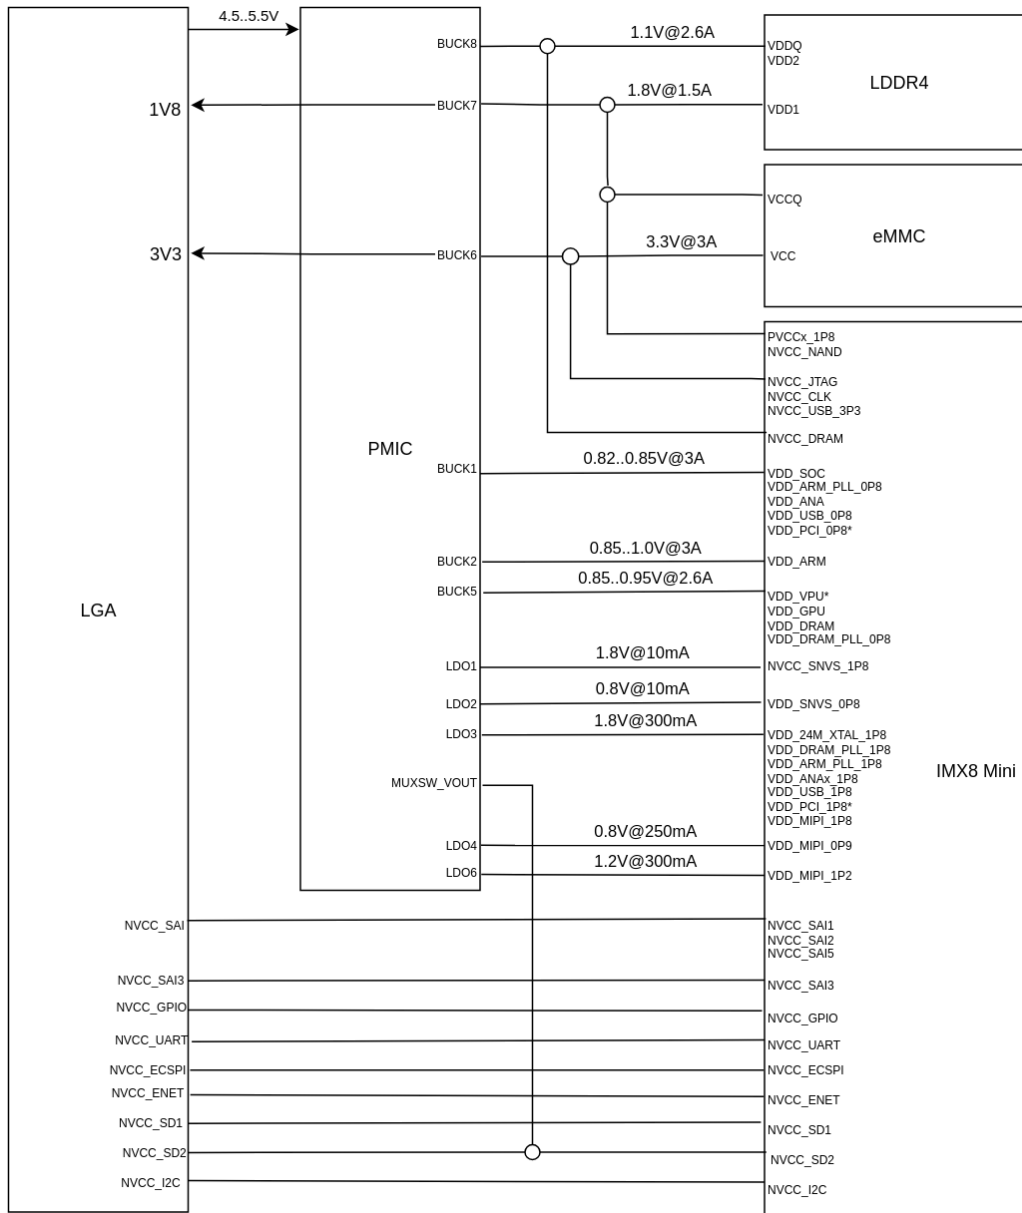 4.5..5.5V
BUCK8
1.1V@2.6A
VDDQ
VDD2
LDDR4
1V8
BUCK7
1.8V@1.5A
VDD1
VCCQ
eMMC
3V3
BUCK6
3.3V@3A
VCC
PVCCx_1P8
NVCC_NAND
NVCC_JTAG
NVCC_CLK
NVCC_USB_3P3
NVCC_DRAM
PMIC
BUCK1
0.82..0.85V@3A
VDD_SOC
VDD_ARM_PLL_0P8
VDD_ANA
VDD_USB_0P8
VDD_PCI_0P8*
BUCK2
0.85..1.0V@3A
VDD_ARM
BUCK5
0.85..0.95V@2.6A
VDD_VPU*
VDD_GPU
VDD_DRAM
VDD_DRAM_PLL_0P8
LGA
LDO1
1.8V@10mA
NVCC_SNVS_1P8
LDO2
0.8V@10mA
VDD_SNVS_0P8
LDO3
1.8V@300mA
VDD_24M_XTAL_1P8
VDD_DRAM_PLL_1P8
VDD_ARM_PLL_1P8
VDD_ANAx_1P8
VDD_USB_1P8
VDD_PCI_1P8*
VDD_MIPI_1P8
IMX8 Mini
MUXSW_VOUT
LDO4
0.8V@250mA
VDD_MIPI_0P9
LDO6
1.2V@300mA
VDD_MIPI_1P2
NVCC_SAI
NVCC_SAI1
NVCC_SAI2
NVCC_SAI5
NVCC_SAI3
NVCC_SAI3
NVCC_GPIO
NVCC_GPIO
NVCC_UART
NVCC_UART
NVCC_ECSPI
NVCC_ECSPI
NVCC_ENET
NVCC_ENET
NVCC_SD1
NVCC_SD1
NVCC_SD2
NVCC_SD2
NVCC_I2C
NVCC_I2C